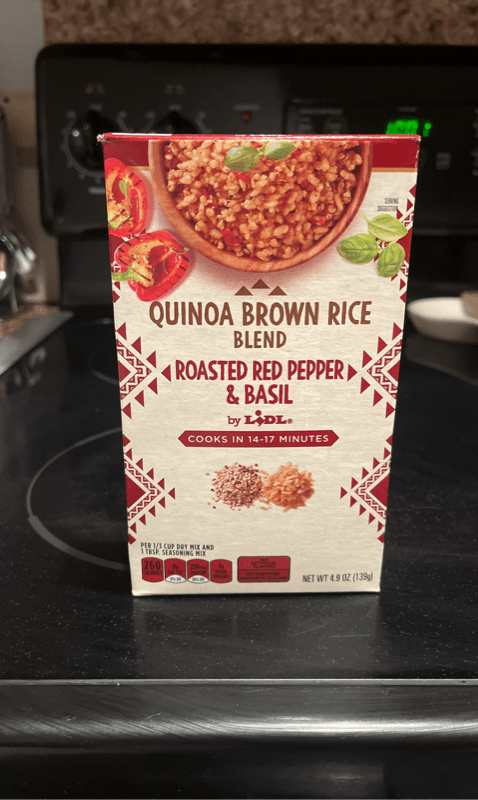 SERVING
SUGGESTION
QUINOA BROWN RICE
BLEND
ROASTED RED PEPPER
& BASIL
by LIDL®
COOKS IN 14-17 MINUTES
PER 1/3 CUP DRY MIX AND
1 TBSP. SEASONING MIX
260
CALORIES
NET WT 4.9 OZ (139g)